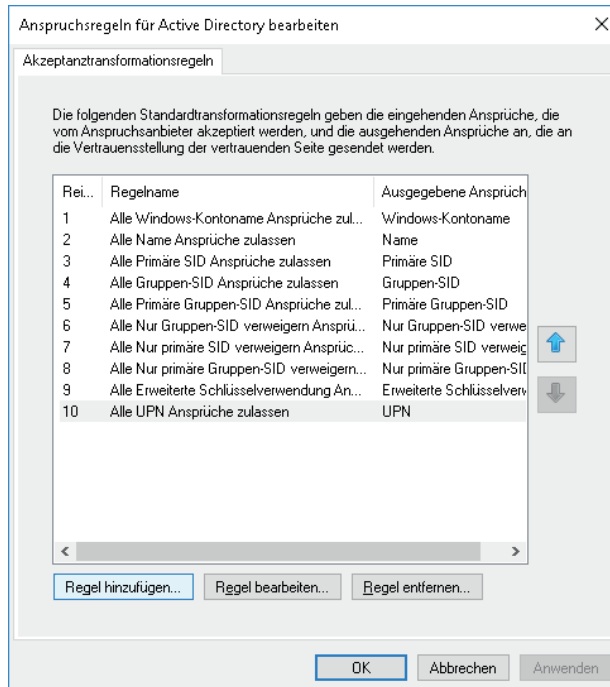 Anspruchsregeln für Active Directory bearbeiten
Akzeptanztransformationsregeln
Die folgenden Standardtransformationsregeln geben die eingehenden Ansprüche, die
vom Anspruchsanbieter akzeptiert werden, und die ausgehenden Ansprüche an, die an
die Vertrauensstellung der vertrauenden Seite gesendet werden.
Rei... Regelname Ausgegebene Ansprüch
1 Alle Windows-Kontoname Ansprüche zul... Windows-Kontoname
2 Alle Name Ansprüche zulassen Name
3 Alle Primäre SID Ansprüche zulassen Primäre SID
4 Alle Gruppen-SID Ansprüche zulassen Gruppen-SID
5 Alle Primäre Gruppen-SID Ansprüche zul... Primäre Gruppen-SID
6 Alle Nur Gruppen-SID verweigern Ansprü... Nur Gruppen-SID verwe
7 Alle Nur primäre SID verweigern Ansprüc... Nur primäre SID verweig
8 Alle Nur primäre Gruppen-SID verweigern... Nur primäre Gruppen-SID
9 Alle Erweiterte Schlüsselverwendung An... Erweiterte Schlüsselverw
10 Alle UPN Ansprüche zulassen UPN
Regel hinzufügen... Regel bearbeiten... Regel entfernen...
OK Abbrechen Anwenden